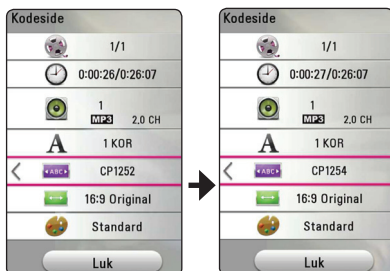 Kodeside
1/1
0:00:26/0:26:07
1
MP3 2.0 CH
A 1 KOR
ABC CP1252
16:9 Original
Standard
Luk
Kodeside
1/1
0:00:27/0:26:07
1
MP3 2.0 CH
A 1 KOR
ABC CP1254
16:9 Original
Standard
Luk